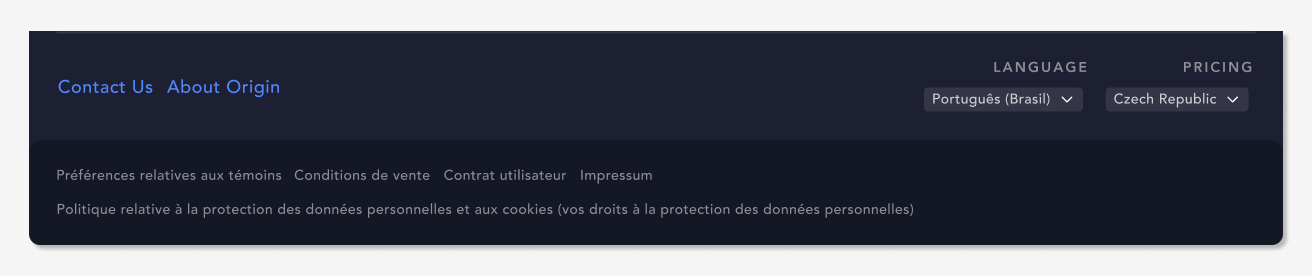 Contact Us About Origin
LANGUAGE PRICING
Português (Brasil) Czech Republic
Préférences relatives aux témoins Conditions de vente Contrat utilisateur Impressum
Politique relative à la protection des données personnelles et aux cookies (vos droits à la protection des données personnelles)